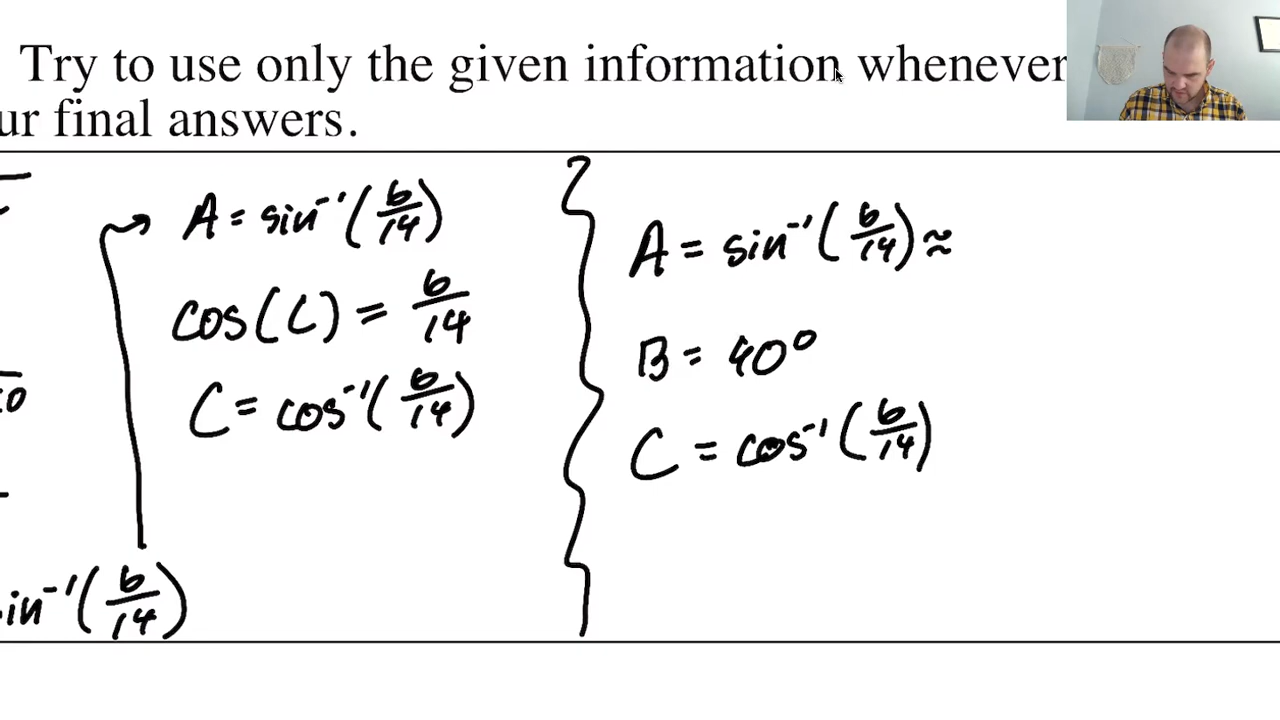 Try to use only the given information whenever
ur final answers.
A = sin⁻¹(6/14)
cos(C) = 6/14
C = cos⁻¹(6/14)
in⁻¹(6/14)
A = sin⁻¹(6/14) ≈
B = 40°
C = cos⁻¹(6/14)